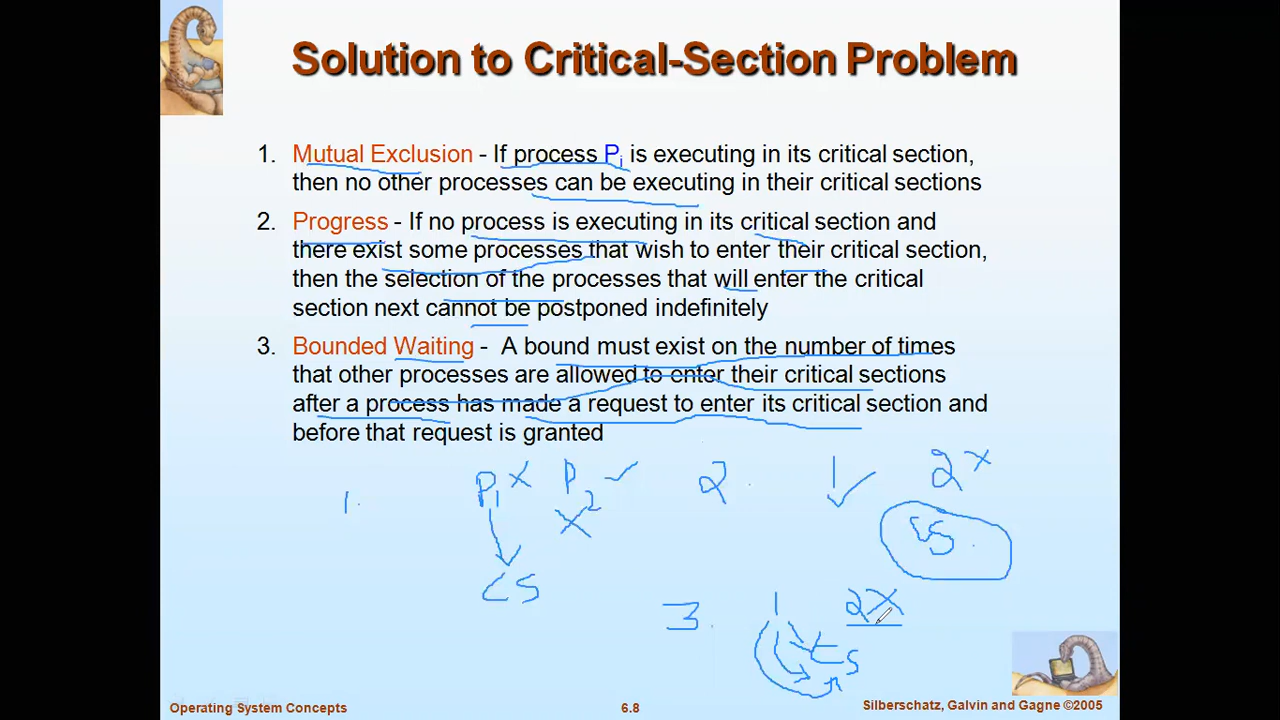 Solution to Critical-Section Problem
1. Mutual Exclusion - If process Pi is executing in its critical section,
then no other processes can be executing in their critical sections
2. Progress - If no process is executing in its critical section and
there exist some processes that wish to enter their critical section,
then the selection of the processes that will enter the critical
section next cannot be postponed indefinitely
3. Bounded Waiting - A bound must exist on the number of times
that other processes are allowed to enter their critical sections
after a process has made a request to enter its critical section and
before that request is granted
1. P1 x P2 ✓ 2. 1 ✓ 2 x
x CS
CS
3. 1 2 x
CS
Operating System Concepts
6.8
Silberschatz, Galvin and Gagne ©2005